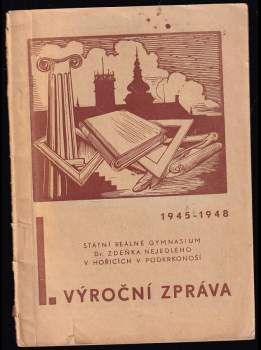 1945-1948
STÁTNÍ REÁLNÉ GYMNASIUM
Dr. ZDEŇKA NEJEDLÉHO
V HOŘICÍCH V PODKRKONOŠÍ
I. VÝROČNÍ ZPRÁVA